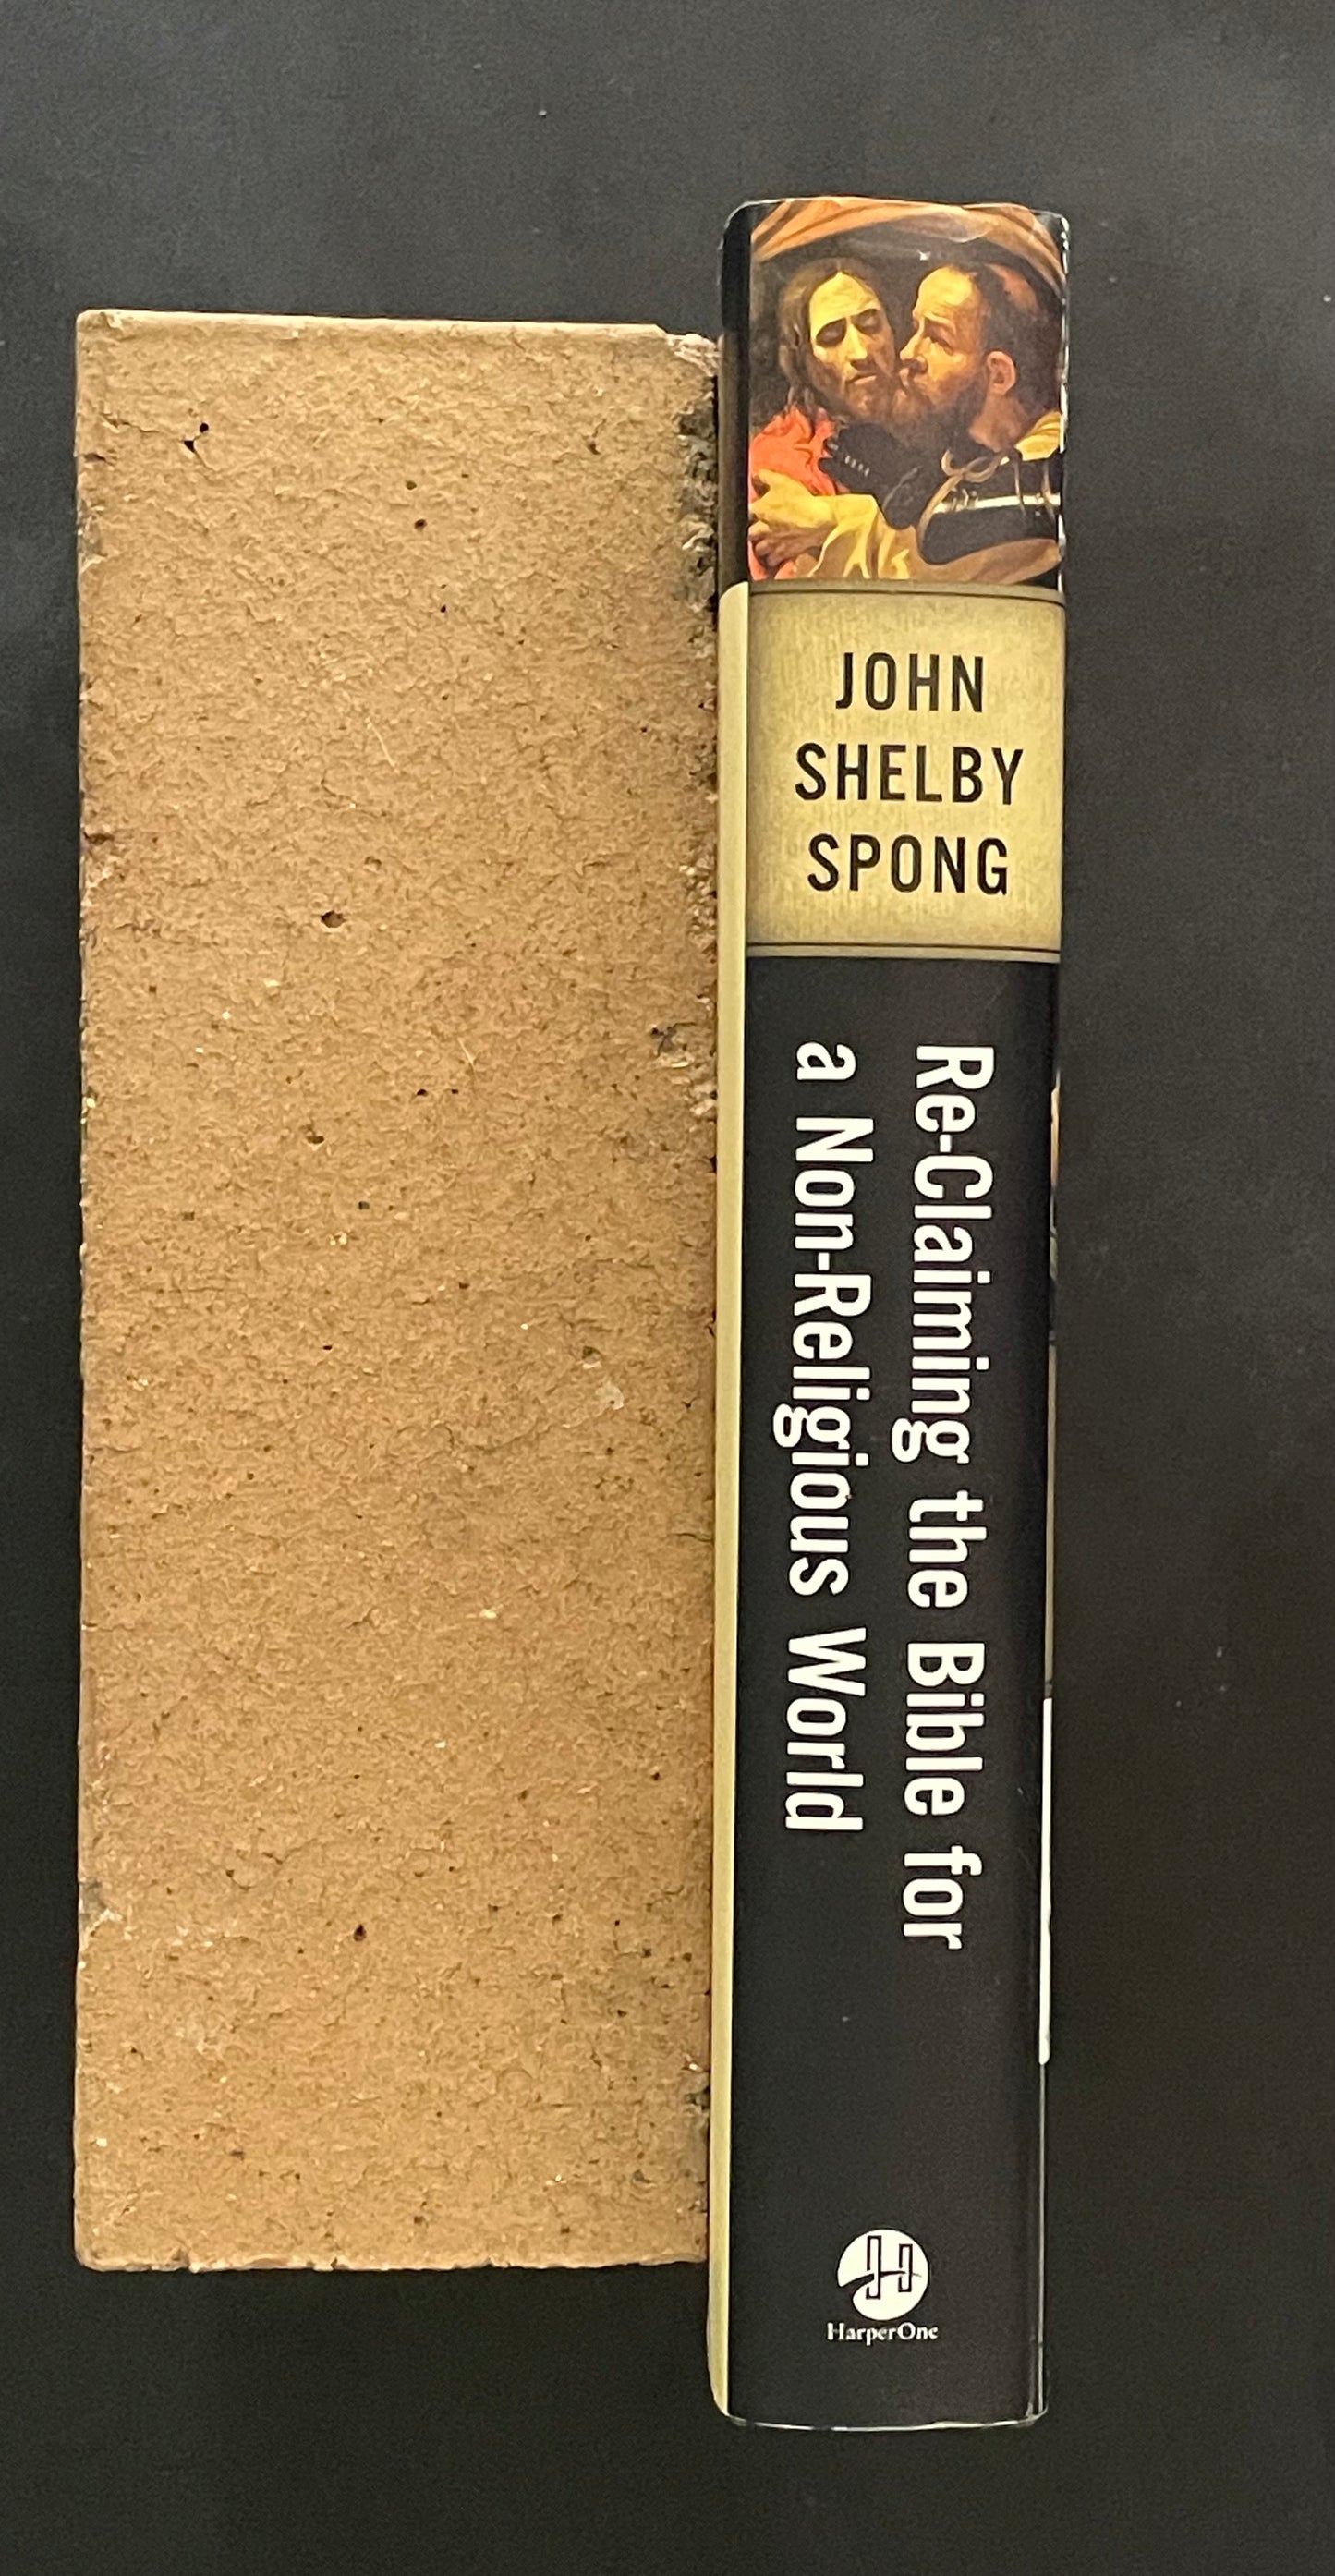 JOHN
SHELBY
SPONG
Re-Claiming the Bible for
a Non-Religious World
HarperOne